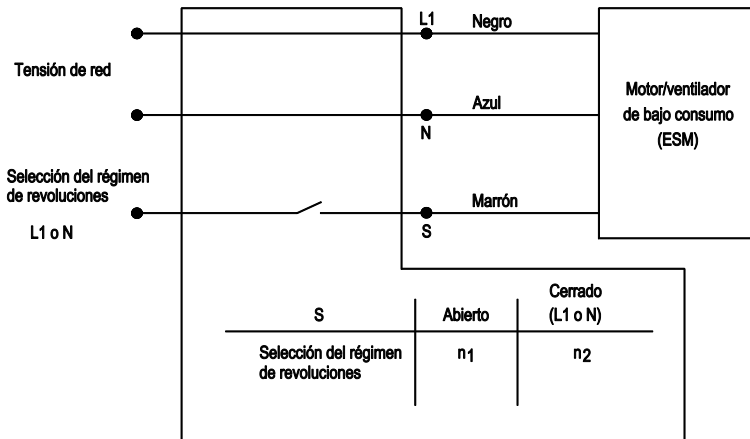 L1 Negro
Tensión de red
Motor/ventilador
de bajo consumo
(ESM)
Azul
N
Selección del régimen
de revoluciones
L1 o N
Marrón
S
S Abierto Cerrado
(L1 o N)
Selección del régimen
de revoluciones
n1 n2